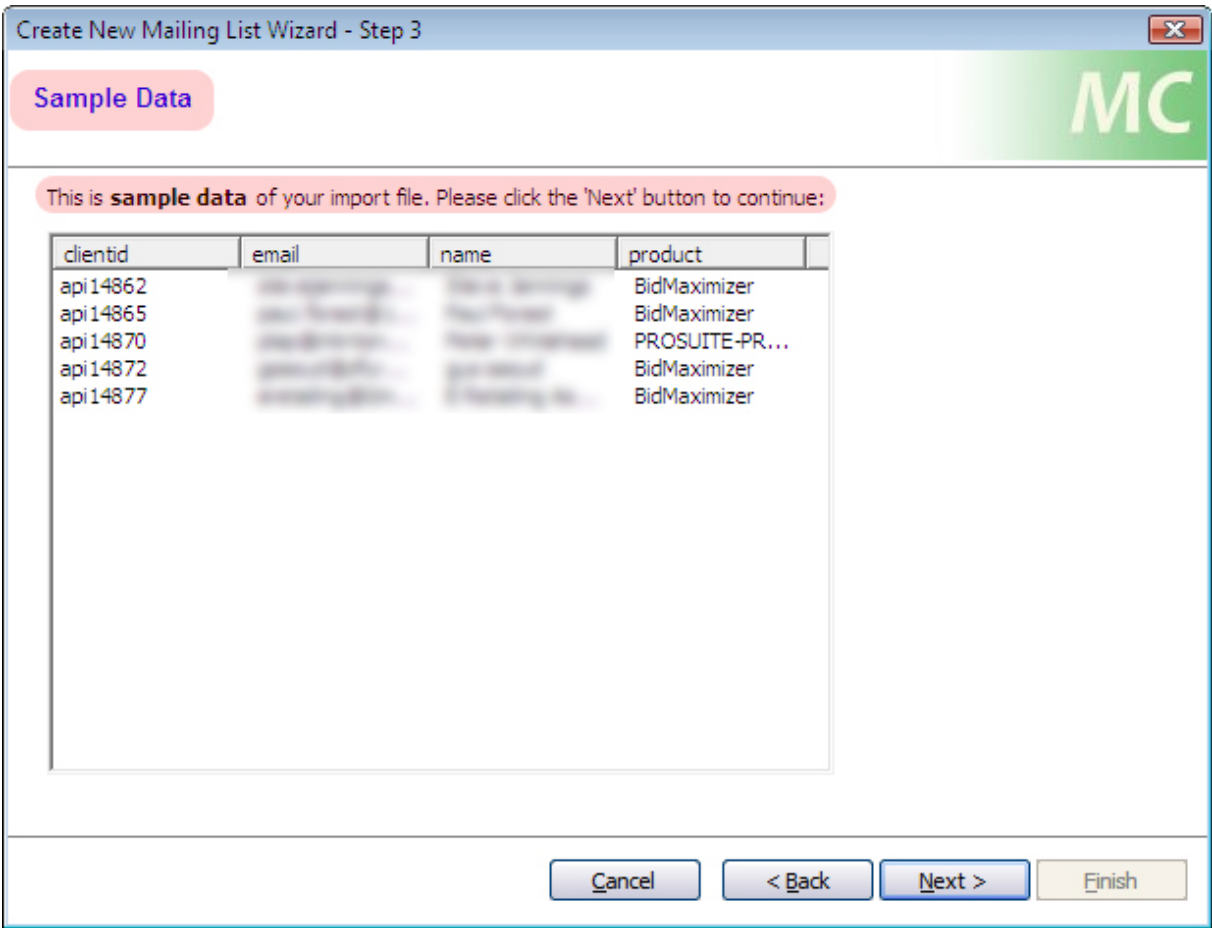 Create New Mailing List Wizard - Step 3
Sample Data
MC
This is sample data of your import file. Please click the 'Next' button to continue:
clientid email name product
api14862 BidMaximizer
api14865 BidMaximizer
api14870 PROSUITE-PR...
api14872 BidMaximizer
api14877 BidMaximizer
Cancel < Back Next > Finish